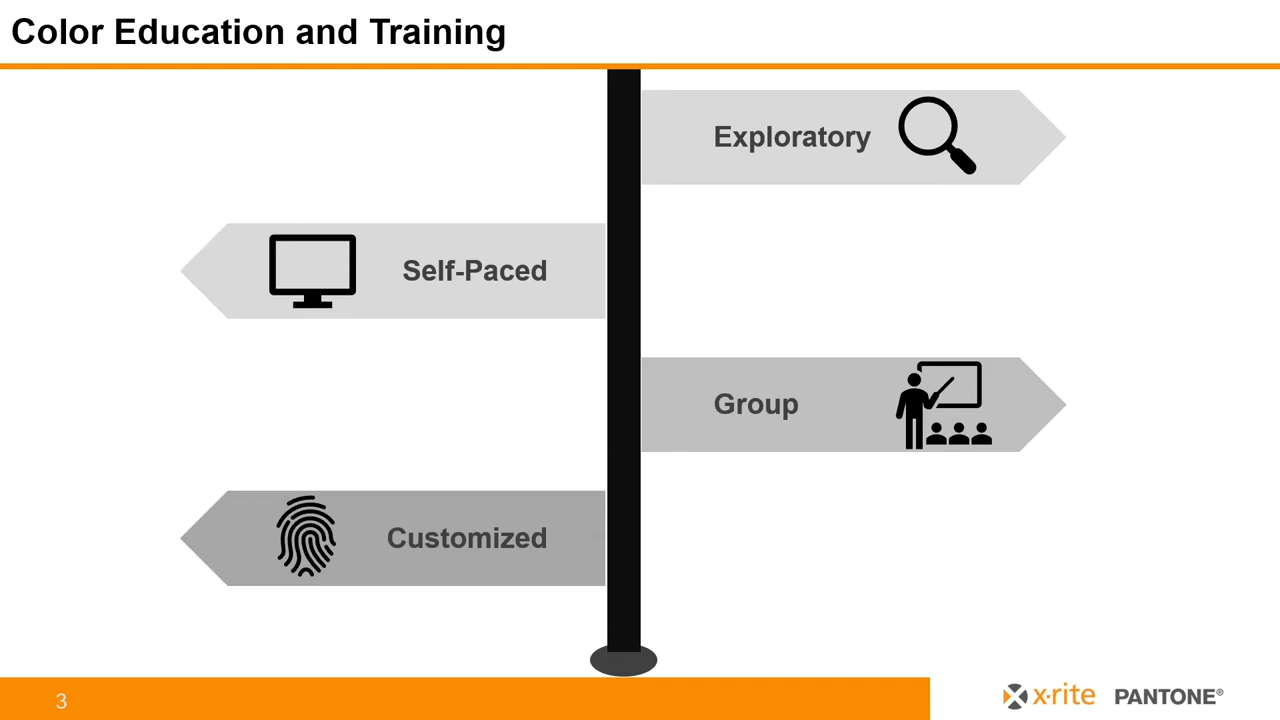 Color Education and Training
Exploratory
Self-Paced
Group
Customized
3
x·rite PANTONE®